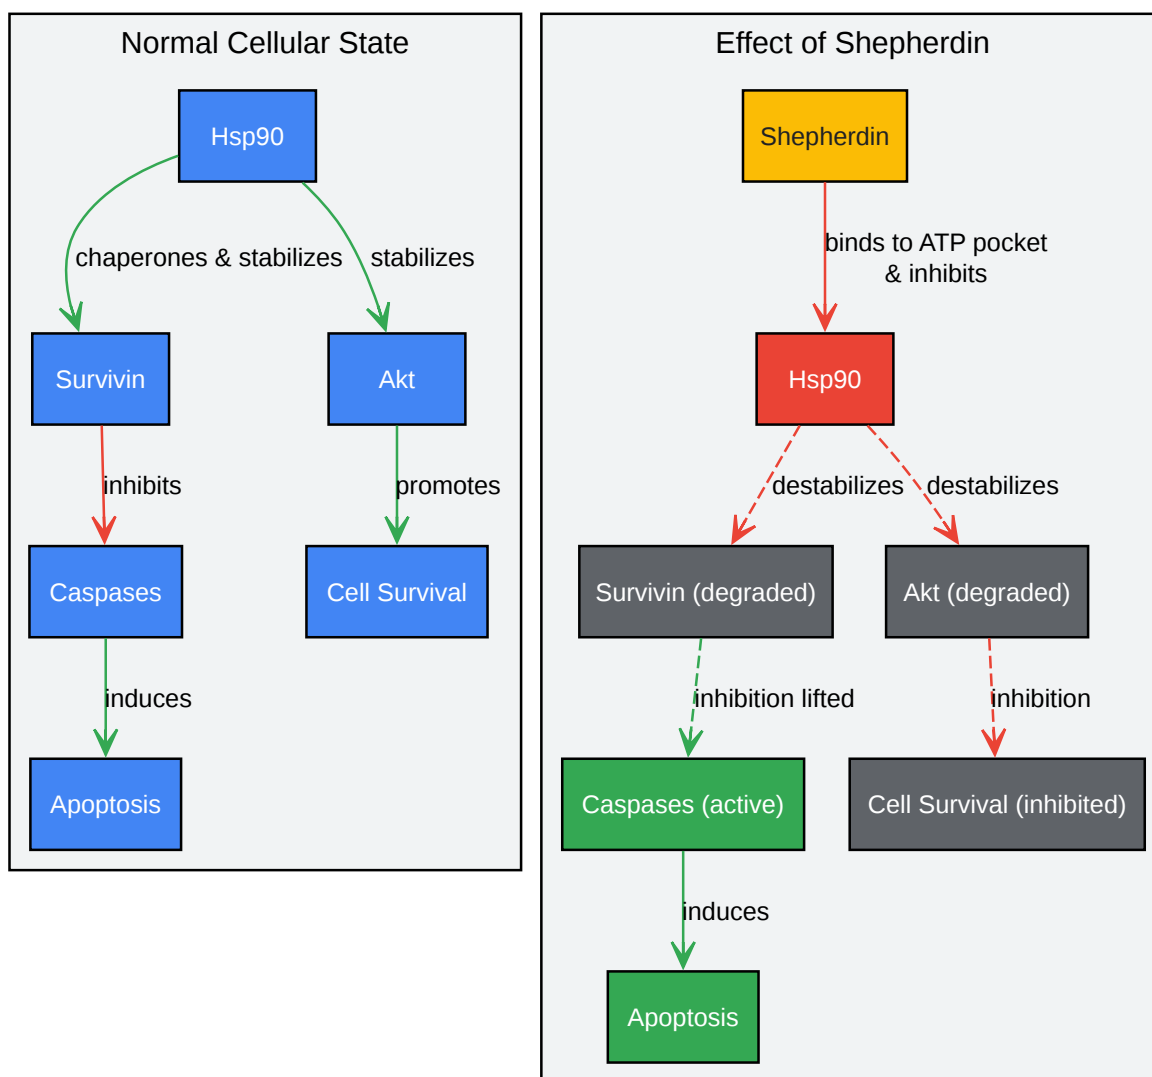 Normal Cellular State
Hsp90
chaperones & stabilizes
stabilizes
Survivin
Akt
inhibits
promotes
Caspases
Cell Survival
induces
Apoptosis
Effect of Shepherdin
Shepherdin
binds to ATP pocket
& inhibits
Hsp90
destabilizes
destabilizes
Survivin (degraded)
Akt (degraded)
inhibition lifted
inhibition
Caspases (active)
Cell Survival (inhibited)
induces
Apoptosis